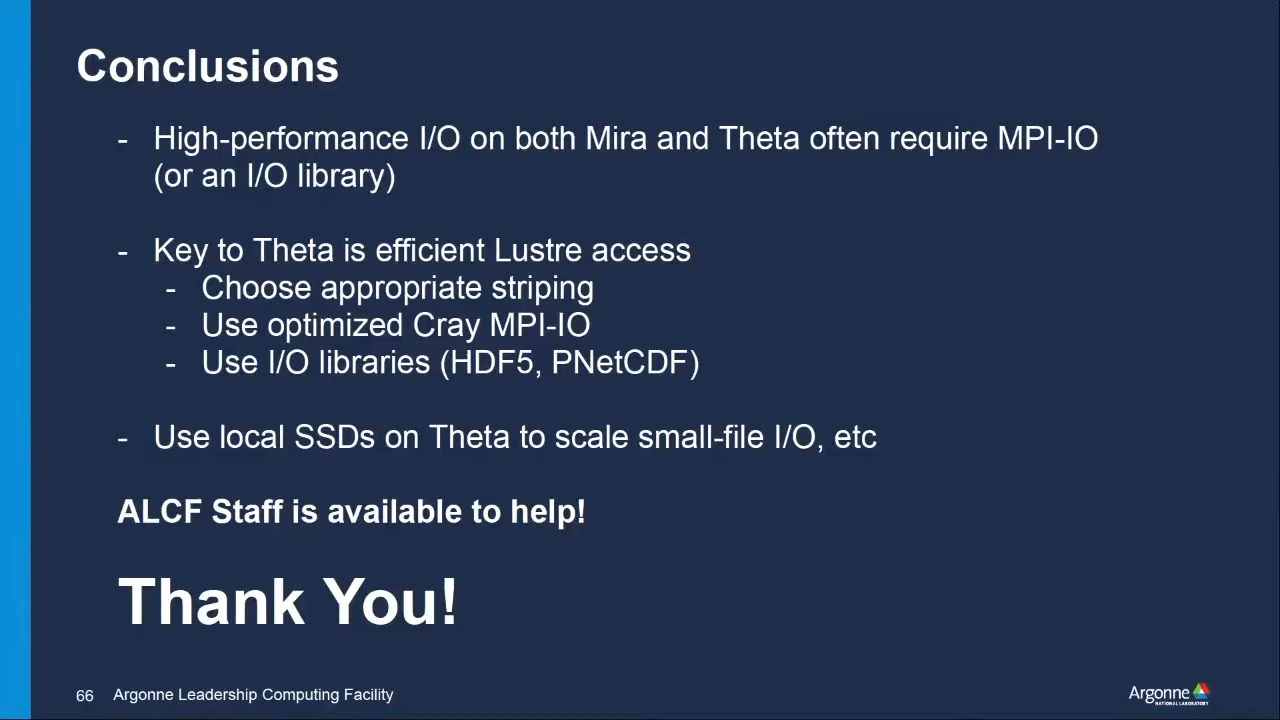 Conclusions
- High-performance I/O on both Mira and Theta often require MPI-IO
(or an I/O library)
- Key to Theta is efficient Lustre access
- Choose appropriate striping
- Use optimized Cray MPI-IO
- Use I/O libraries (HDF5, PNetCDF)
- Use local SSDs on Theta to scale small-file I/O, etc
ALCF Staff is available to help!
Thank You!
66 Argonne Leadership Computing Facility
Argonne
NATIONAL LABORATORY